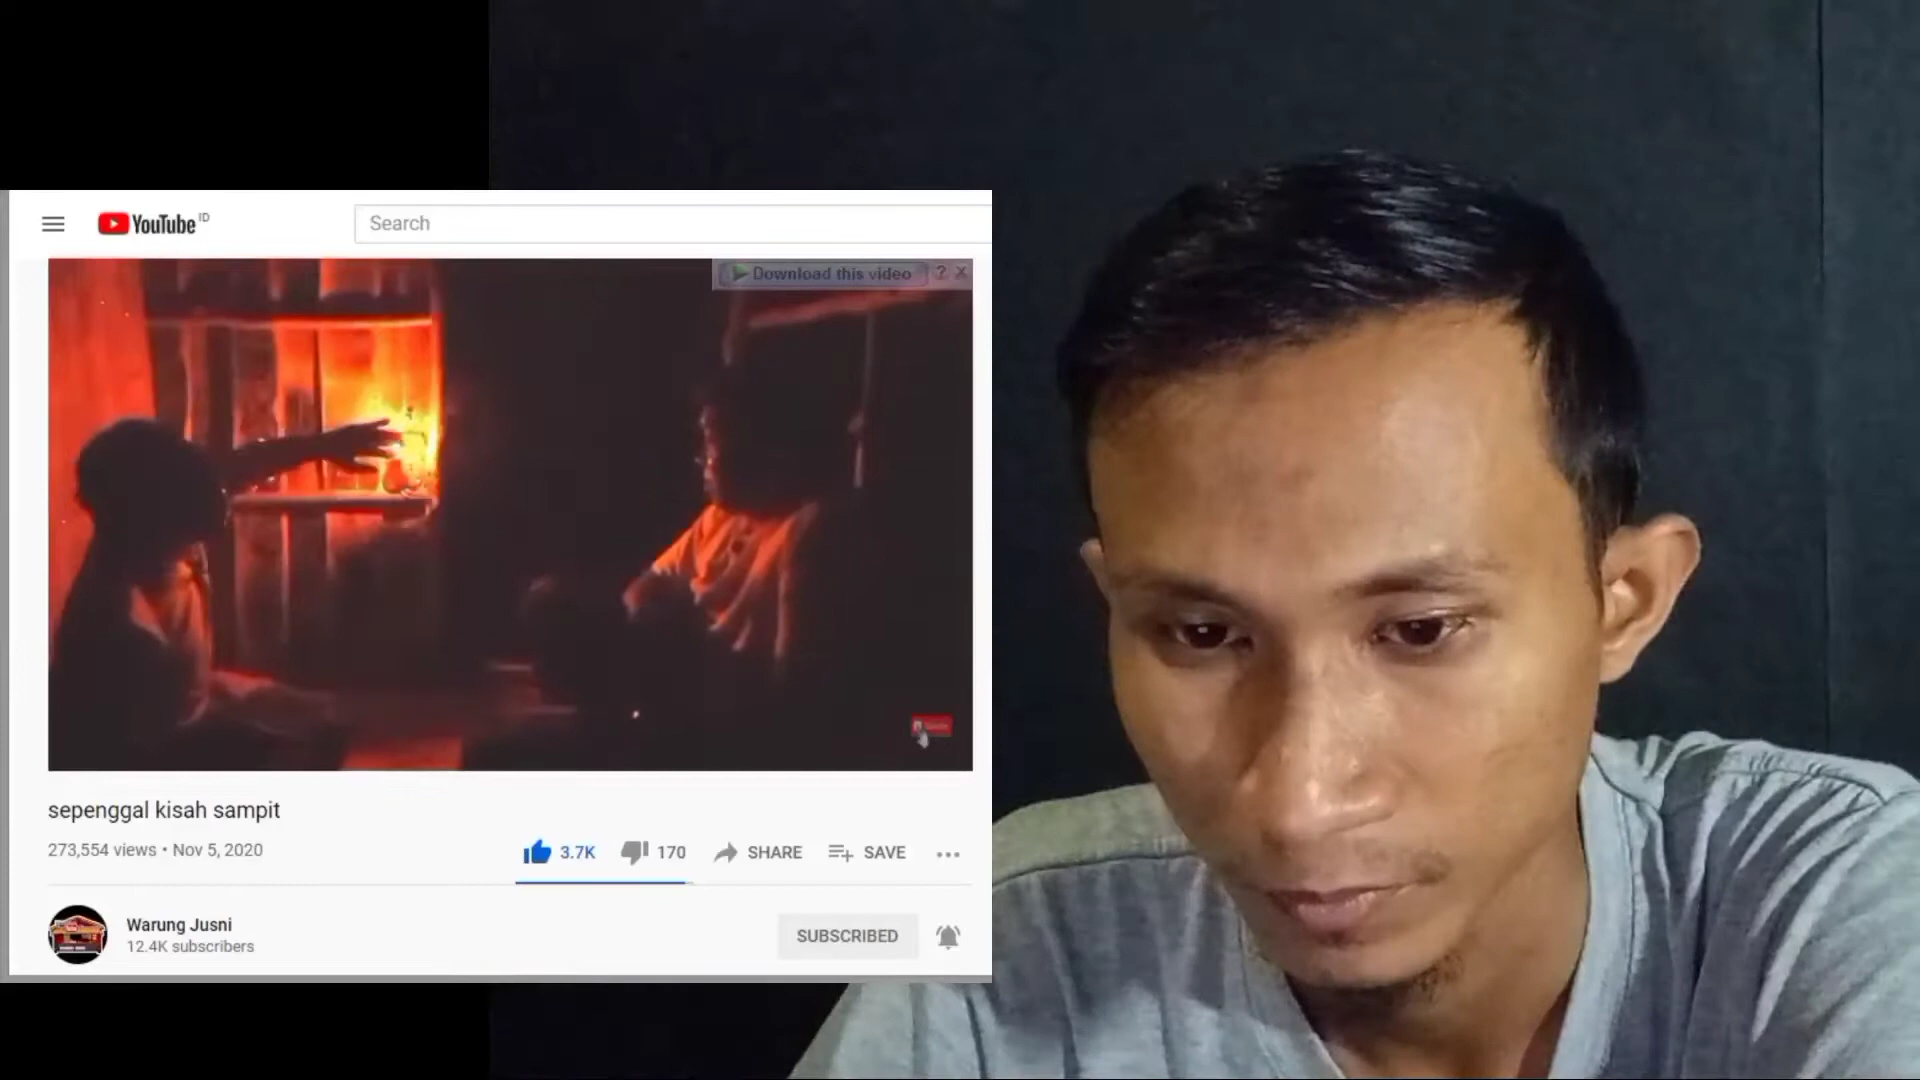 YouTube ID
Search
Download this video ? X
sepenggal kisah sampit
273,554 views • Nov 5, 2020
3.7K
170
SHARE
SAVE
Warung Jusni
12.4K subscribers
SUBSCRIBED